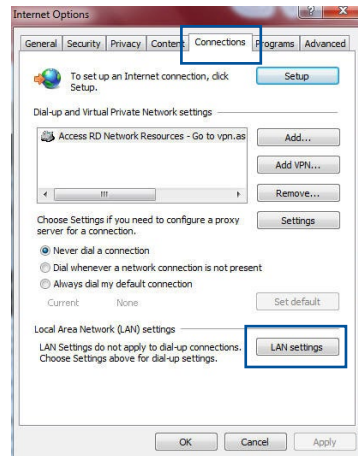 Internet Options
General Security Privacy Content Connections Programs Advanced
To set up an Internet connection, click
Setup.
Setup
Dial-up and Virtual Private Network settings
Access RD Network Resources - Go to vpn.as
Add...
Add VPN...
Remove...
Choose Settings if you need to configure a proxy
server for a connection.
Settings
Never dial a connection
Dial whenever a network connection is not present
Always dial my default connection
Current None
Set default
Local Area Network (LAN) settings
LAN Settings do not apply to dial-up connections.
Choose Settings above for dial-up settings.
LAN settings
OK Cancel Apply